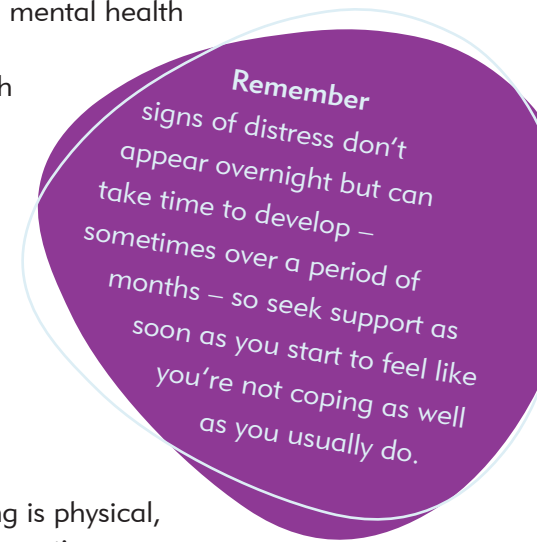 mental health
h
Remember
signs of distress don’t
appear overnight but can
take time to develop –
sometimes over a period of
months – so seek support as
soon as you start to feel like
you’re not coping as well
as you usually do.
g is physical,